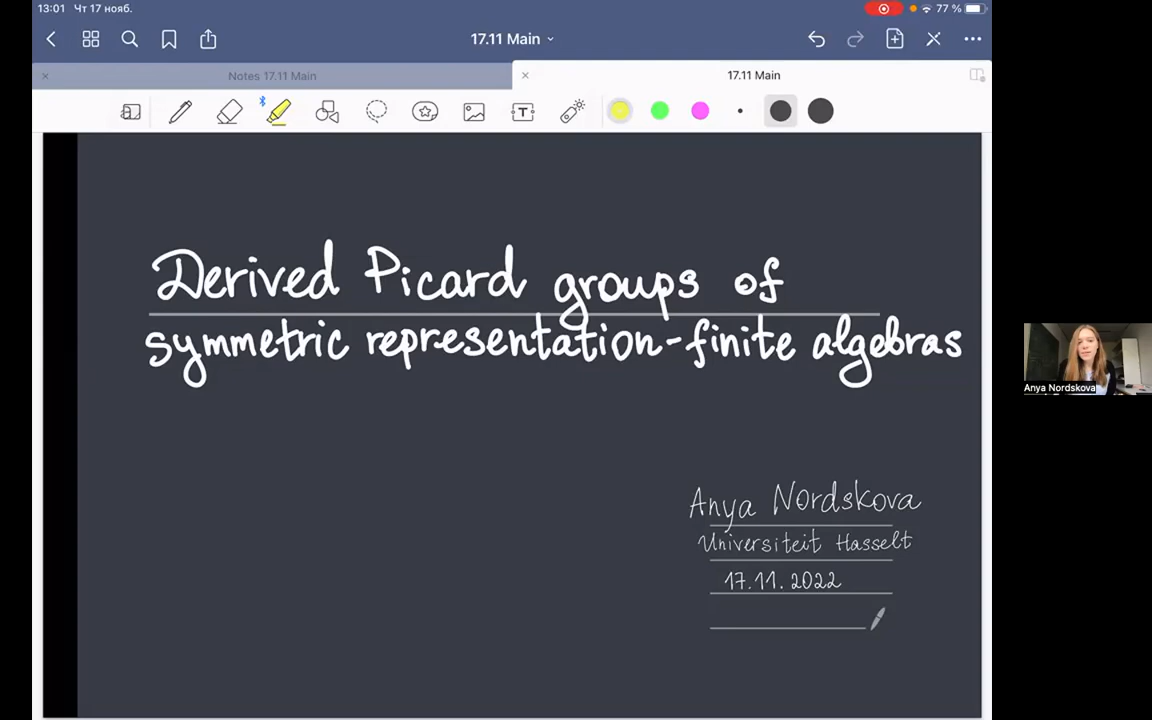 13:01 Чт 17 нояб.
77 %
17.11 Main
Notes 17.11 Main
17.11 Main
T
Derived Picard groups of
symmetric representation-finite algebras
Anya Nordskova
Universiteit Hasselt
17.11.2022
Anya Nordskova